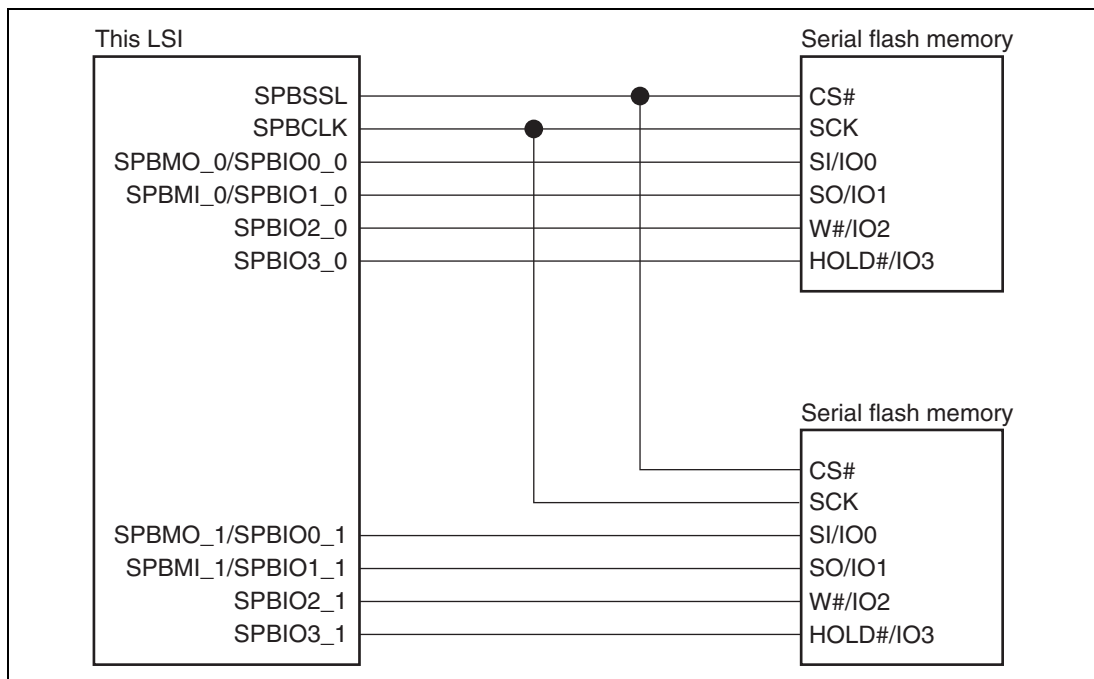 This LSI
SPBSSL
SPBCLK
SPBMO_0/SPBIO0_0
SPBMI_0/SPBIO1_0
SPBIO2_0
SPBIO3_0
SPBMO_1/SPBIO0_1
SPBMI_1/SPBIO1_1
SPBIO2_1
SPBIO3_1
Serial flash memory
CS#
SCK
SI/IO0
SO/IO1
W#/IO2
HOLD#/IO3
Serial flash memory
CS#
SCK
SI/IO0
SO/IO1
W#/IO2
HOLD#/IO3